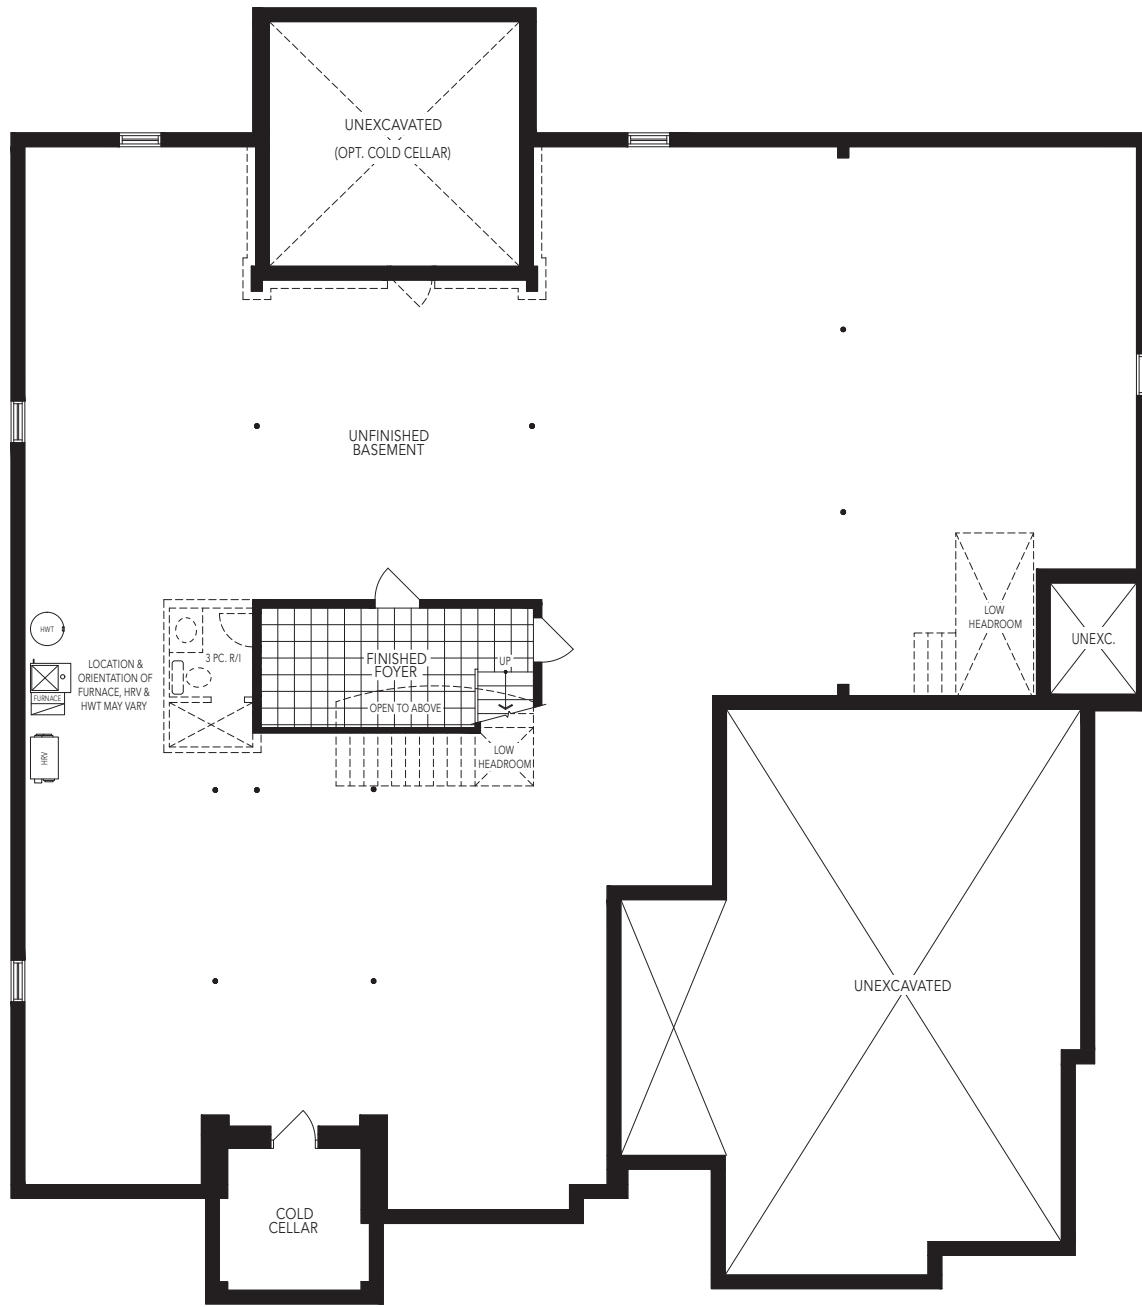 UNEXCAVATED
(OPT. COLD CELLAR)
UNFINISHED
BASEMENT
LOW
HEADROOM
UNEXC.
HWT
LOCATION &
ORIENTATION OF
FURNACE, HRV &
HWT MAY VARY
FURNACE
HRV
3 PC. R/I
FINISHED
FOYER
UP
OPEN TO ABOVE
LOW
HEADROOM
UNEXCAVATED
COLD
CELLAR